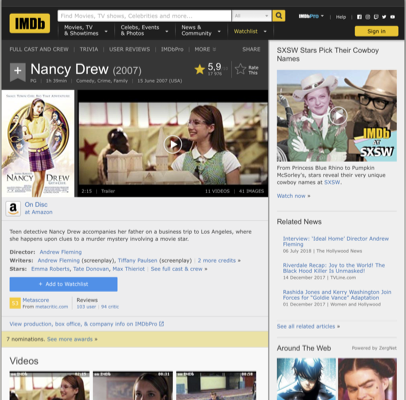 IMDb
Find Movies, TV shows, Celebrities and more...
All
IMDbPro
Help
Movies, TV
& Showtimes
Celebs, Events
& Photos
News &
Community
Watchlist
Sign in
FULL CAST AND CREW | TRIVIA | USER REVIEWS | IMDbPro | MORE
SHARE
+ Nancy Drew (2007)
PG | 1h 39min | Comedy, Crime, Family | 15 June 2007 (USA)
5,9
Rate
This
NANCY DREW
2:15 | Trailer
11 VIDEOS | 41 IMAGES
a On Disc
at Amazon
Teen detective Nancy Drew accompanies her father on a business trip to Los Angeles, where
she happens upon clues to a murder mystery involving a movie star.
Director: Andrew Fleming
Writers: Andrew Fleming (screenplay), Tiffany Paulsen (screenplay) | 2 more credits »
Stars: Emma Roberts, Tate Donovan, Max Thieriot | See full cast & crew »
+ Add to Watchlist
Metascore
From metacritic.com
Reviews
103 user | 94 critic
View production, box office, & company info on IMDbPro
7 nominations. See more awards »
Videos
SXSW Stars Pick Their Cowboy
Names
IMDb
AT
SXSW
From Princess Blue Rhino to Pumpkin
McSorley's, stars reveal their very unique
cowboy names at SXSW.
Watch now »
Related News
Interview: 'Ideal Home' Director Andrew
Fleming
06 July 2018 | The Hollywood News
Riverdale Recap: Joy to the World! The
Black Hood Killer Is Unmasked!
14 December 2017 | TVLine.com
Rashida Jones and Kerry Washington Join
Forces for "Goldie Vance" Adaptation
01 December 2017 | Women and Hollywood
See all related articles »
Around The Web
Powered by ZergNet